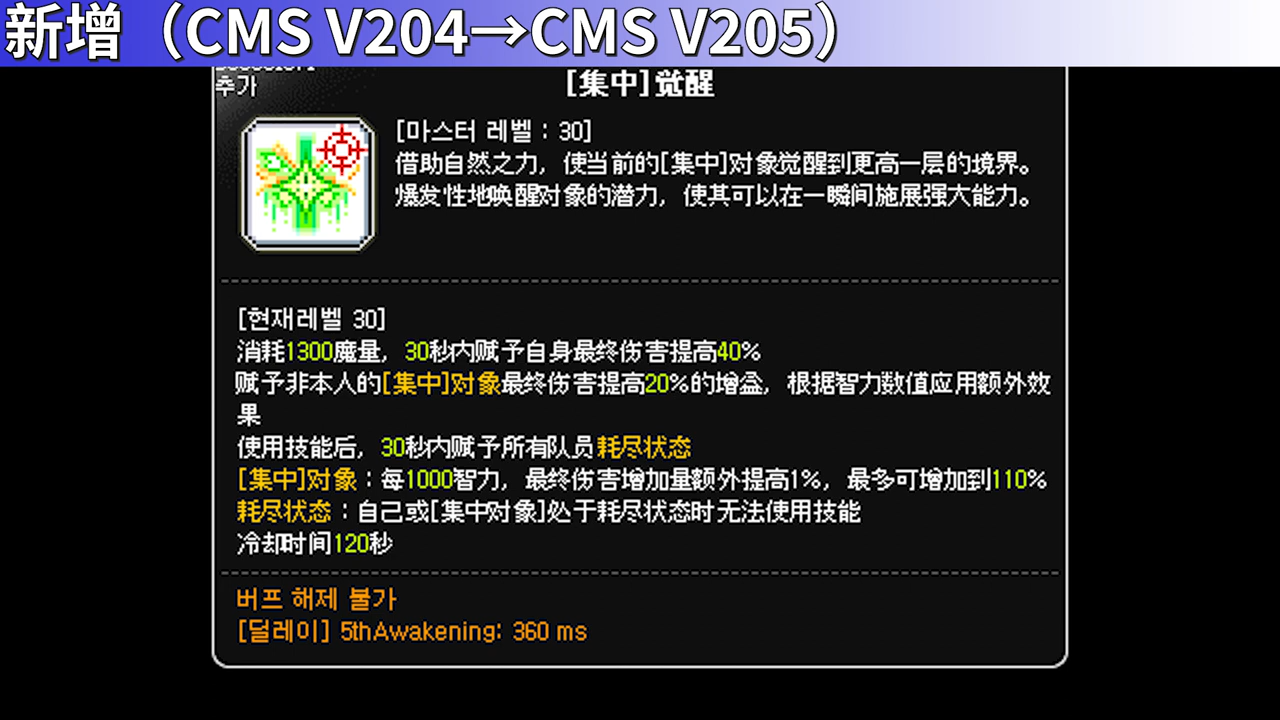 新增（CMS V204→CMS V205）
추가
[集中]觉醒
[마스터 레벨 : 30]
借助自然之力，使当前的[集中]对象觉醒到更高一层的境界。
爆发性地唤醒对象的潜力，使其可以在一瞬间施展强大能力。
[현재레벨 30]
消耗1300魔量，30秒内赋予自身最终伤害提高40%
赋予非本人的[集中]对象最终伤害提高20%的增益，根据智力数值应用额外效
果
使用技能后，30秒内赋予所有队员耗尽状态
[集中]对象：每1000智力，最终伤害增加量额外提高1%，最多可增加到110%
耗尽状态：自己或[集中对象]处于耗尽状态时无法使用技能
冷却时间120秒
버프 해제 불가
[딜레이] 5thAwakening: 360 ms